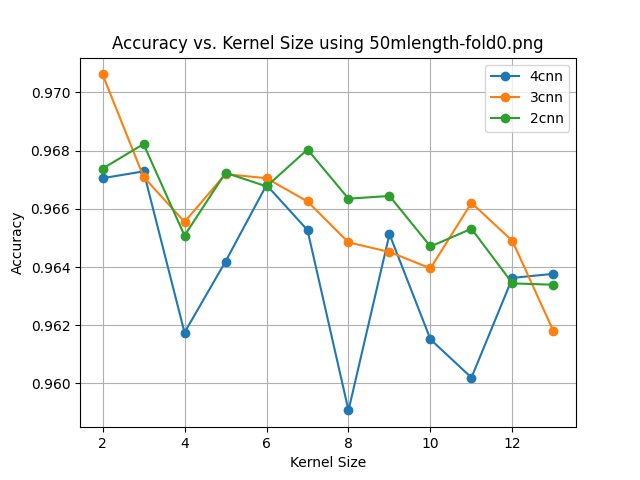 Accuracy vs. Kernel Size using 50mlength-fold0.png
4cnn
3cnn
2cnn
0.970
0.968
0.966
0.964
0.962
0.960
Accuracy
2 4 6 8 10 12
Kernel Size